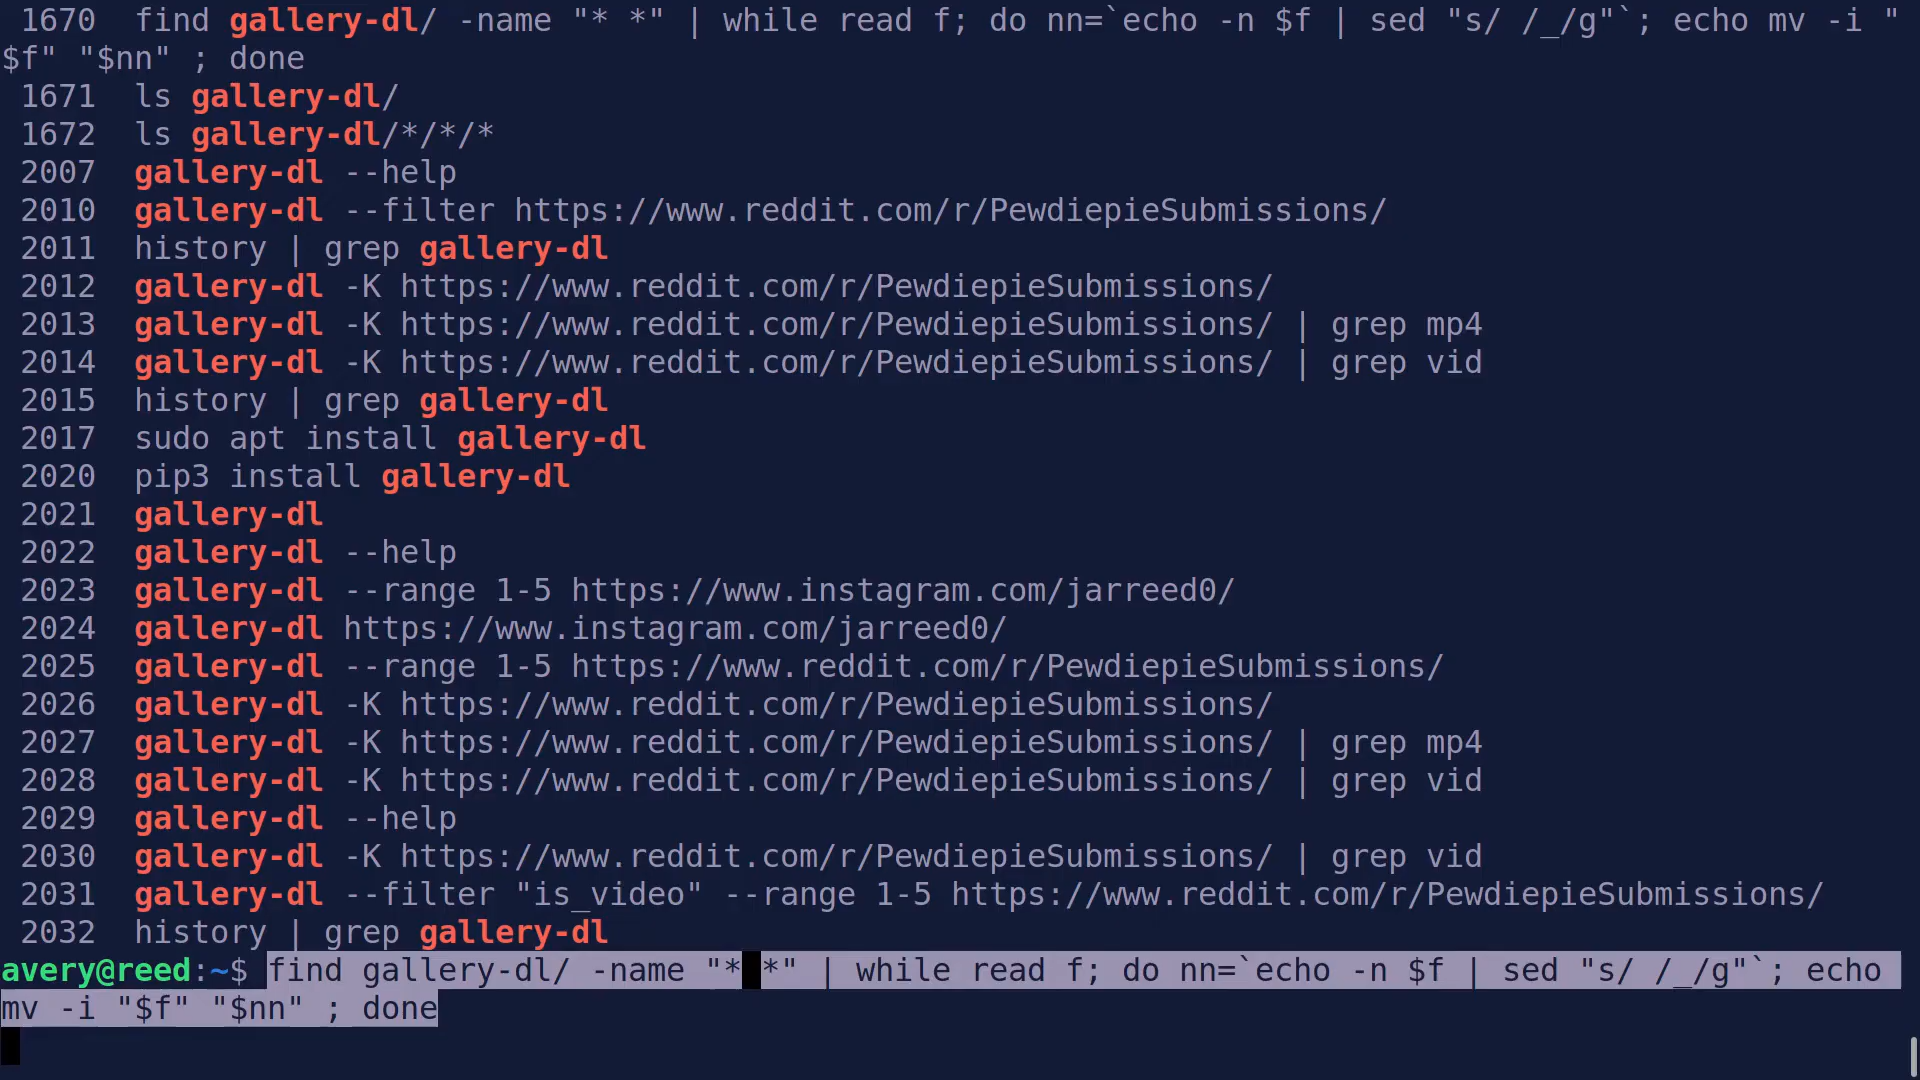 1670  find gallery-dl/ -name "* *" | while read f; do nn=`echo -n $f | sed "s/ /_/g"`; echo mv -i "
$f" "$nn" ; done
1671  ls gallery-dl/
1672  ls gallery-dl/*/*/*
2007  gallery-dl --help
2010  gallery-dl --filter https://www.reddit.com/r/PewdiepieSubmissions/
2011  history | grep gallery-dl
2012  gallery-dl -K https://www.reddit.com/r/PewdiepieSubmissions/
2013  gallery-dl -K https://www.reddit.com/r/PewdiepieSubmissions/ | grep mp4
2014  gallery-dl -K https://www.reddit.com/r/PewdiepieSubmissions/ | grep vid
2015  history | grep gallery-dl
2017  sudo apt install gallery-dl
2020  pip3 install gallery-dl
2021  gallery-dl
2022  gallery-dl --help
2023  gallery-dl --range 1-5 https://www.instagram.com/jarreed0/
2024  gallery-dl https://www.instagram.com/jarreed0/
2025  gallery-dl --range 1-5 https://www.reddit.com/r/PewdiepieSubmissions/
2026  gallery-dl -K https://www.reddit.com/r/PewdiepieSubmissions/
2027  gallery-dl -K https://www.reddit.com/r/PewdiepieSubmissions/ | grep mp4
2028  gallery-dl -K https://www.reddit.com/r/PewdiepieSubmissions/ | grep vid
2029  gallery-dl --help
2030  gallery-dl -K https://www.reddit.com/r/PewdiepieSubmissions/ | grep vid
2031  gallery-dl --filter "is_video" --range 1-5 https://www.reddit.com/r/PewdiepieSubmissions/
2032  history | grep gallery-dl
avery@reed:~$ find gallery-dl/ -name "* *" | while read f; do nn=`echo -n $f | sed "s/ /_/g"`; echo
mv -i "$f" "$nn" ; done